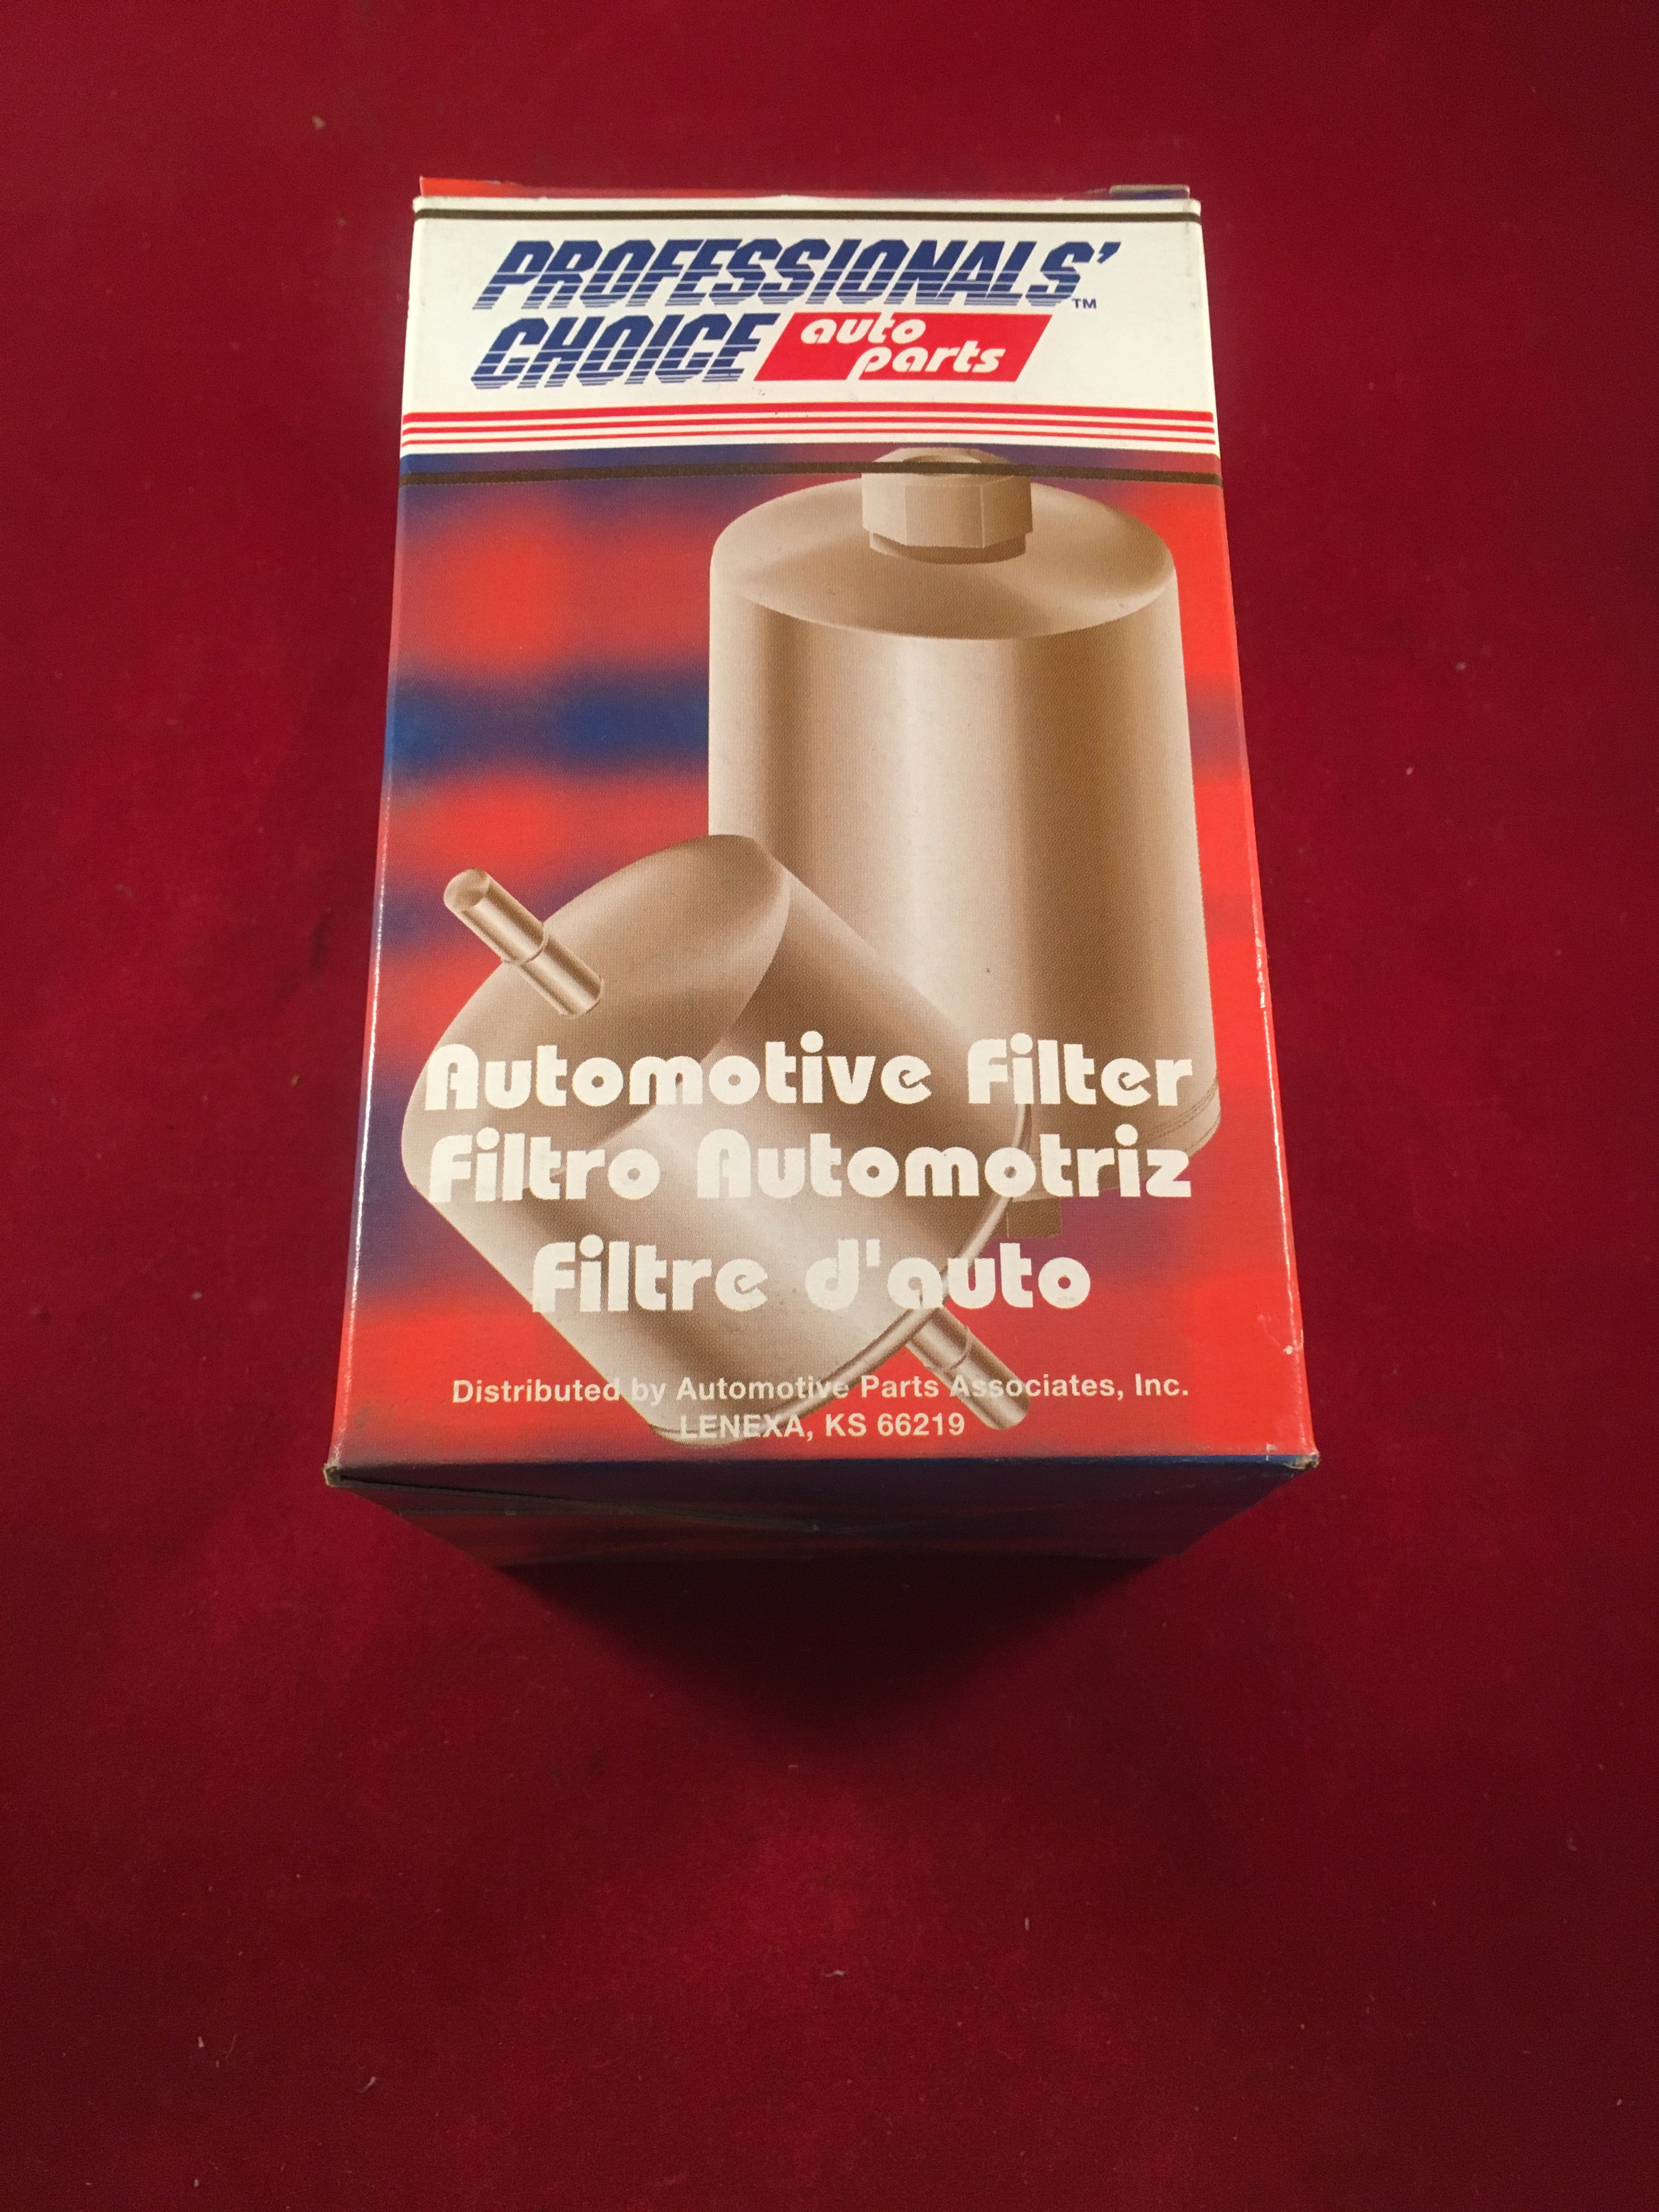 PROFESSIONALS'™
CHOICE auto parts
Automotive Filter
Filtro Automotriz
Filtre d'auto
Distributed by Automotive Parts Associates, Inc.
LENEXA, KS 66219